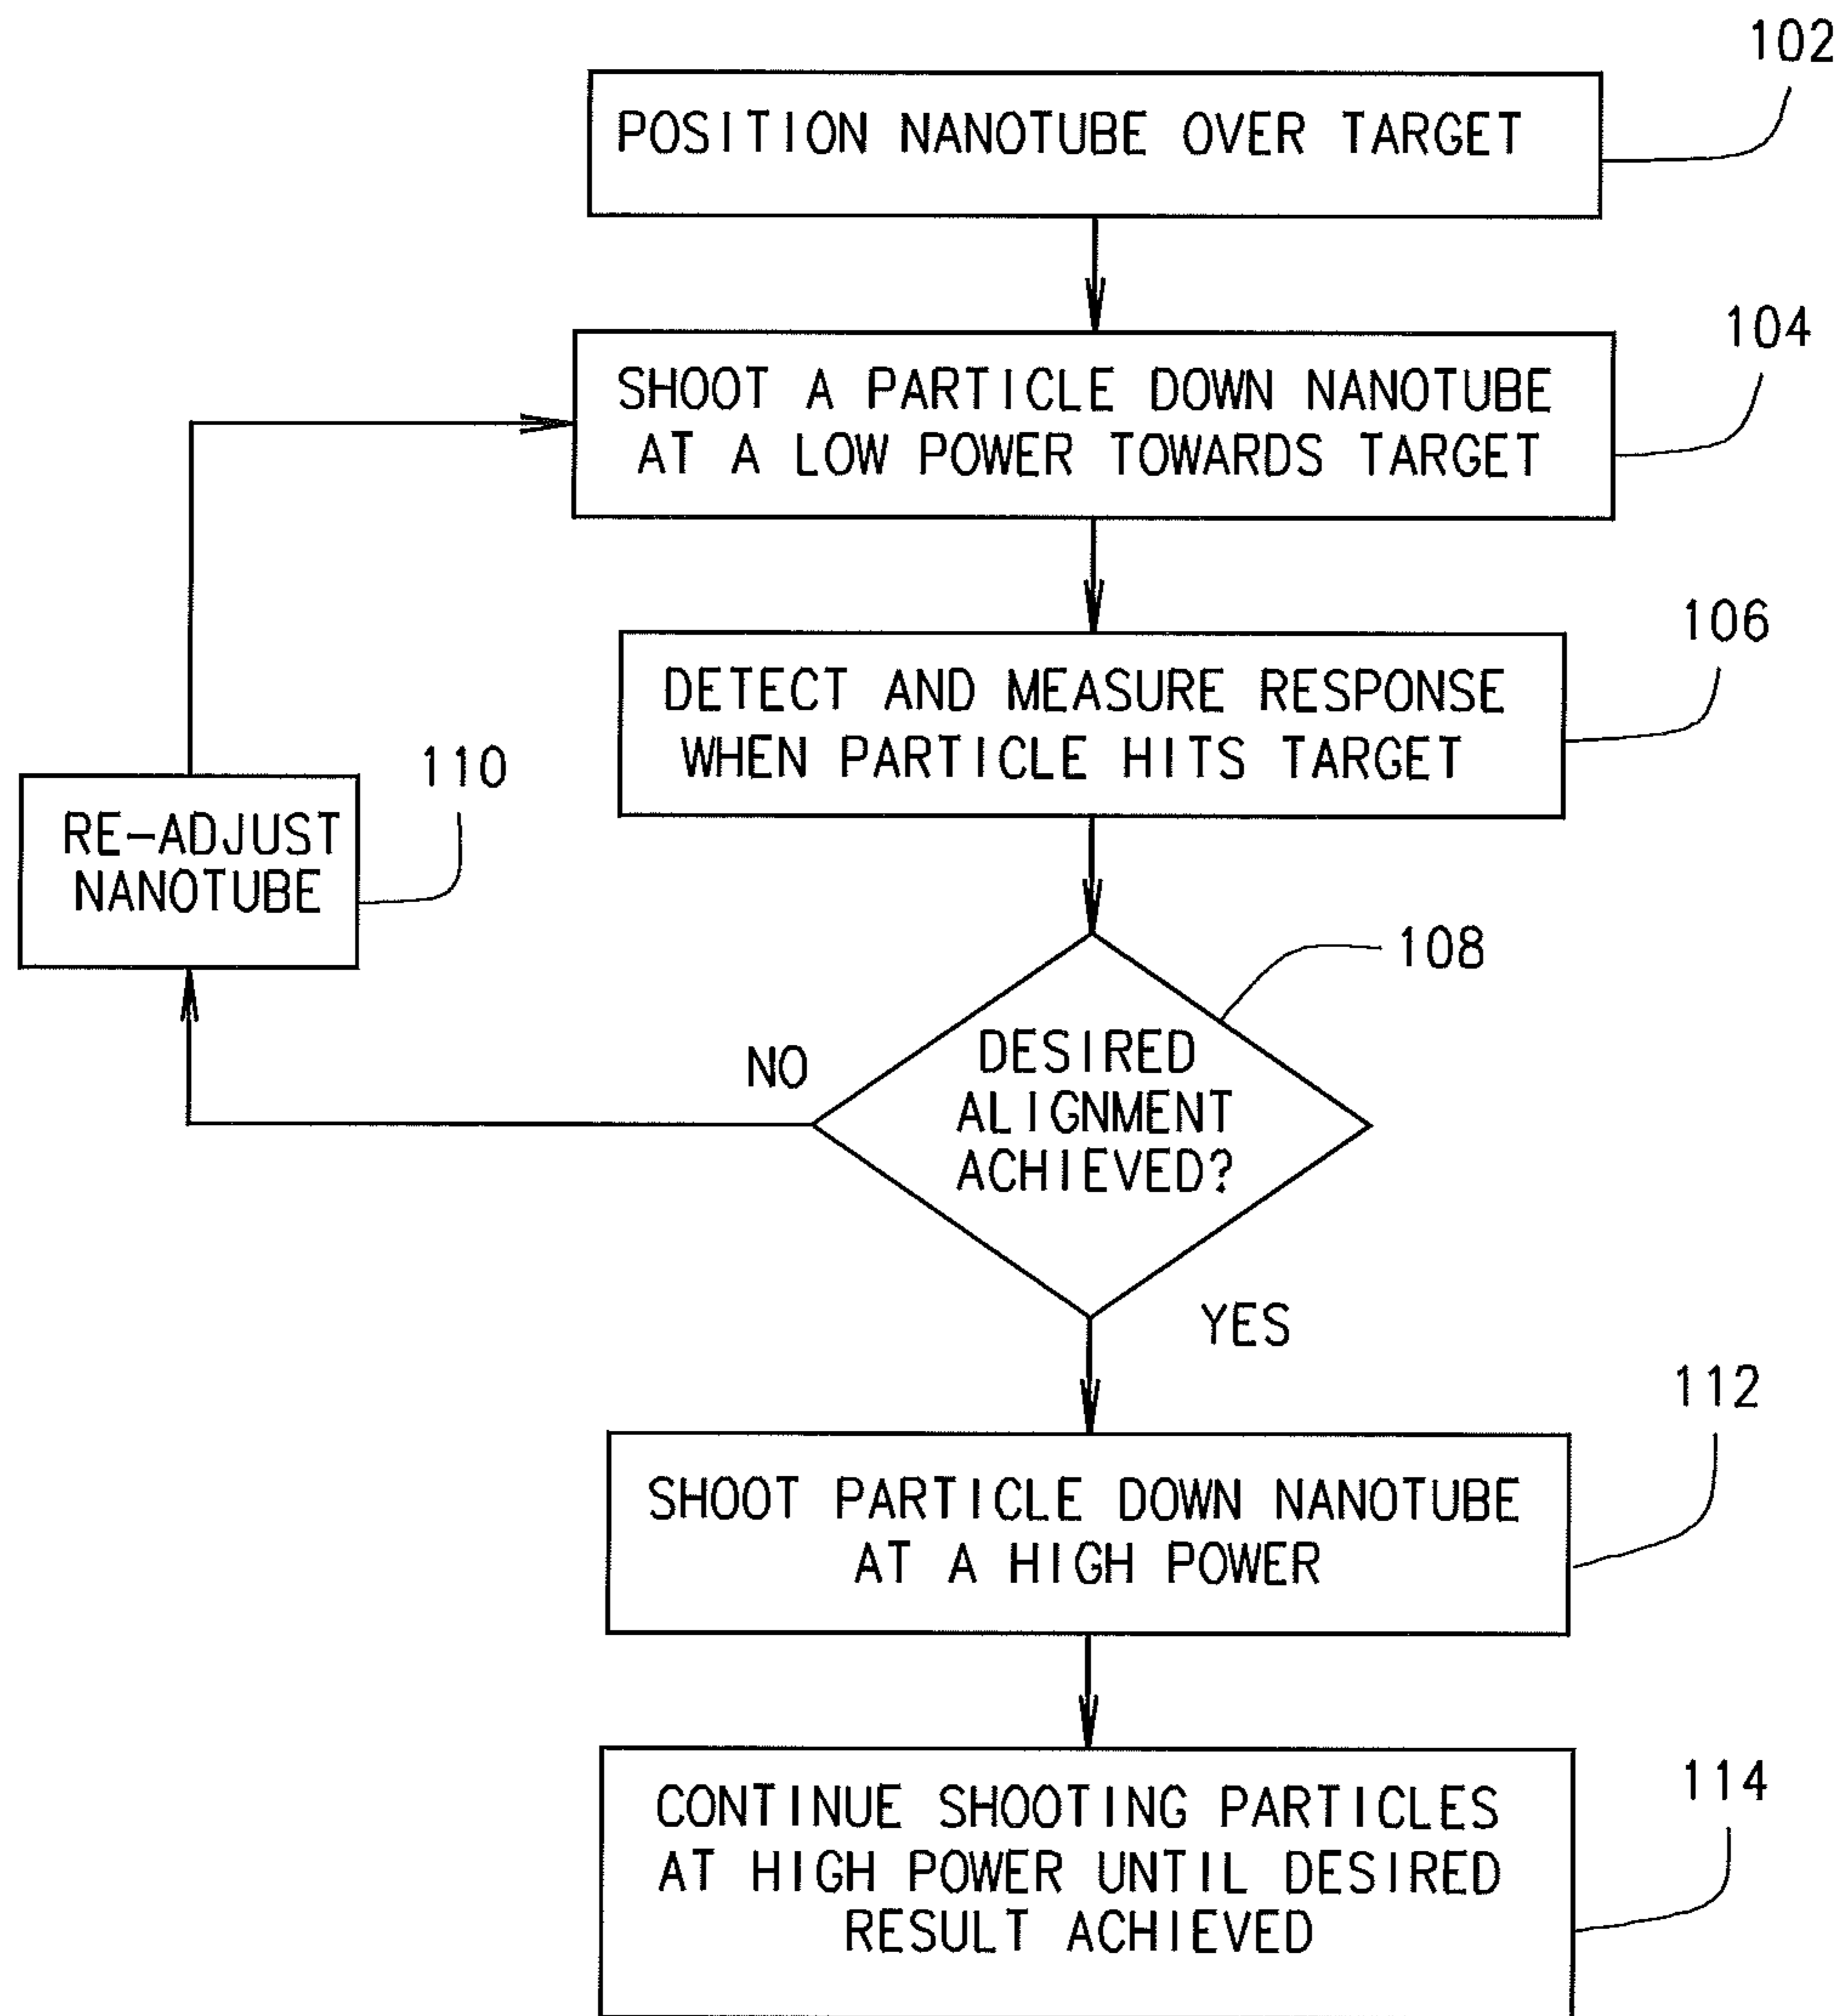 102
POSITION NANOTUBE OVER TARGET
104
SHOOT A PARTICLE DOWN NANOTUBE
AT A LOW POWER TOWARDS TARGET
106
DETECT AND MEASURE RESPONSE
WHEN PARTICLE HITS TARGET
110
RE-ADJUST
NANOTUBE
108
DESIRED
ALIGNMENT
ACHIEVED?
NO
YES
112
SHOOT PARTICLE DOWN NANOTUBE
AT A HIGH POWER
114
CONTINUE SHOOTING PARTICLES
AT HIGH POWER UNTIL DESIRED
RESULT ACHIEVED